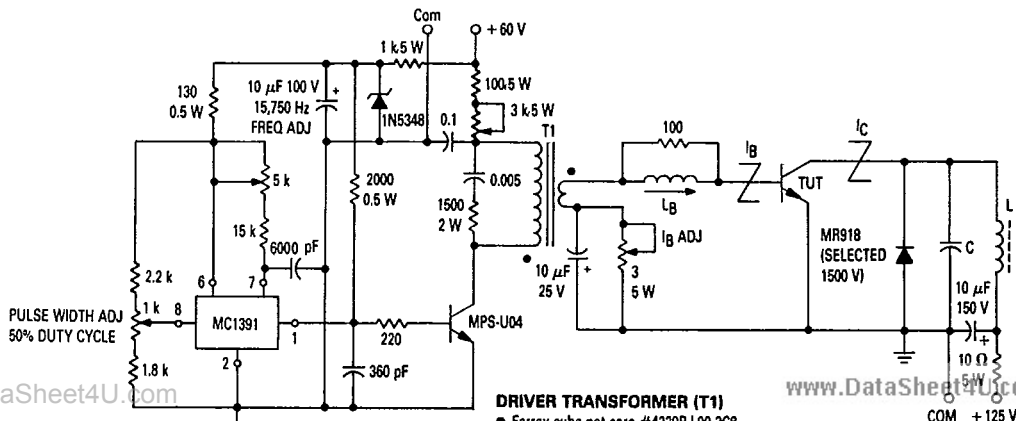 Com
+ 60 V
1 k,5 W
130
0.5 W
10 μF 100 V
+
15,750 Hz
FREQ ADJ
1N5348
100,5 W
3 k,5 W
0.1
T1
100
I_B
I_C
5 k
2000
0.5 W
0.005
1500
2 W
L_B
TUT
L
15 k
6000 pF
I_B ADJ
MR918
(SELECTED
1500 V)
C
2.2 k
6
7
10 μF
25 V
+
3
5 W
10 μF
150 V
+
PULSE WIDTH ADJ
50% DUTY CYCLE
1 k
8
MC1391
1
220
MPS-U04
10 Ω
5 W
1.8 k
2
360 pF
aSheet4U.com
www.DataSheet4U.co
DRIVER TRANSFORMER (T1)
COM
+ 125 V